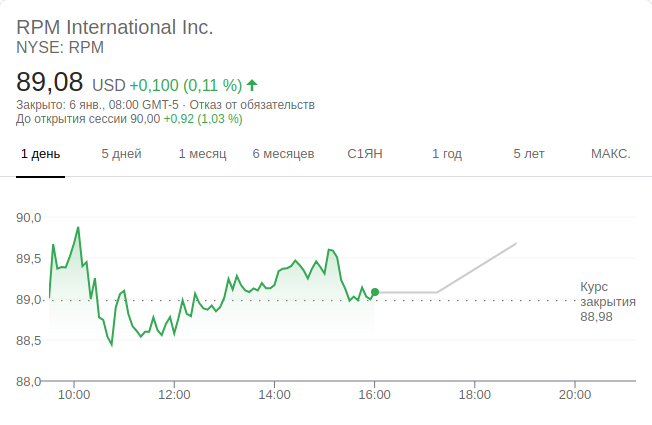 RPM International Inc.
NYSE: RPM
89,08 USD +0,100 (0,11 %)
Закрыто: 6 янв., 08:00 GMT-5 · Отказ от обязательств
До открытия сессии 90,00 +0,92 (1,03 %)
1 день 5 дней 1 месяц 6 месяцев С1ЯН 1 год 5 лет МАКС.
90,0
89,5
89,0
88,5
88,0
Курс
закрытия
88,98
10:00 12:00 14:00 16:00 18:00 20:00